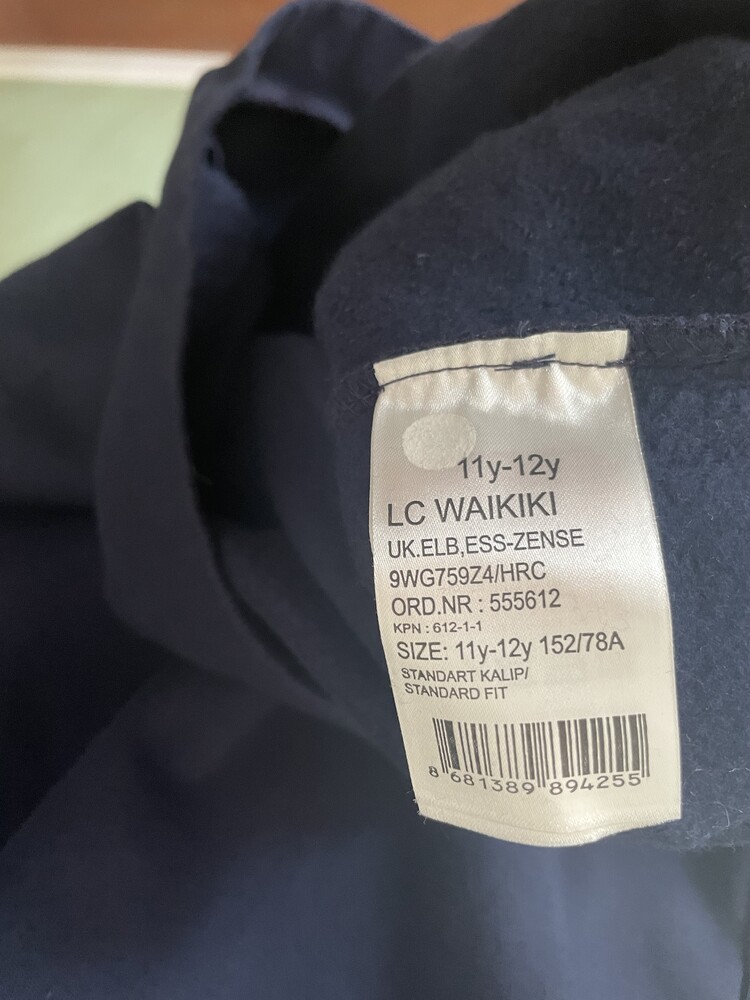 11y-12y
LC WAIKIKI
UK.ELB,ESS-ZENSE
9WG759Z4/HRC
ORD.NR : 555612
KPN : 612-1-1
SIZE: 11y-12y 152/78A
STANDART KALIP/
STANDARD FIT
8 681389 894255